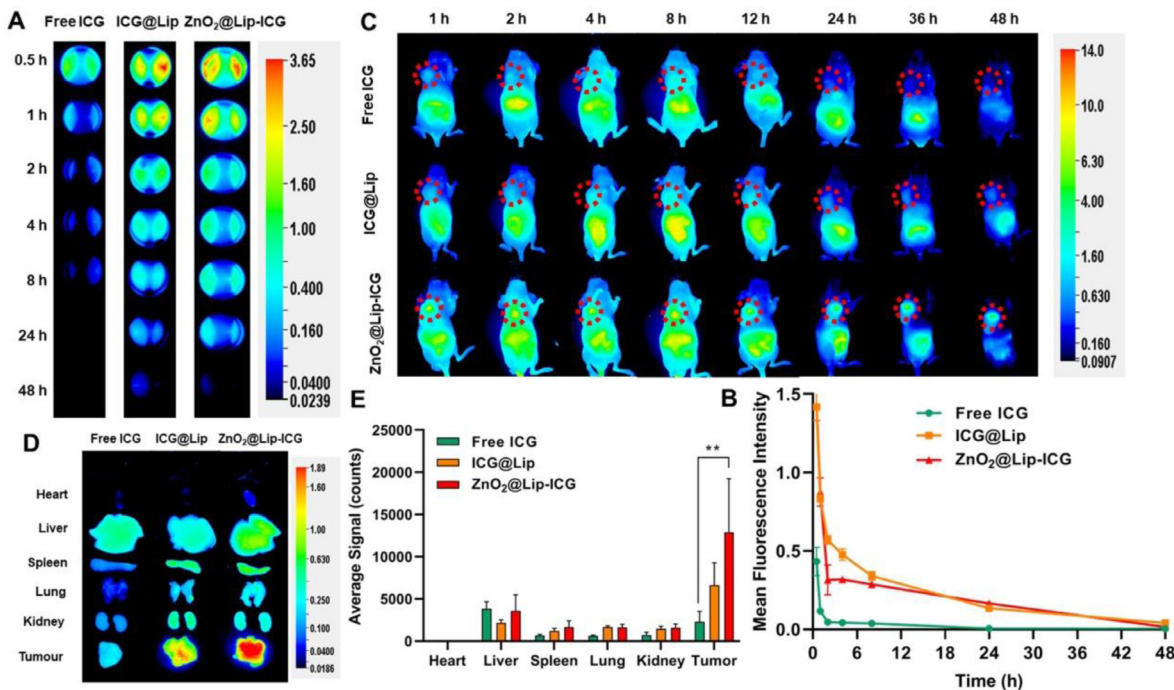 A
Free ICG ICG@Lip ZnO₂@Lip-ICG
0.5 h
1 h
2 h
4 h
8 h
24 h
48 h
3.65
2.50
1.60
1.00
0.400
0.160
0.0400
0.0239
C
1 h 2 h 4 h 8 h 12 h 24 h 36 h 48 h
Free ICG
ICG@Lip
ZnO₂@Lip-ICG
14.0
10.0
6.30
4.00
1.60
0.630
0.160
0.0907
D
Free ICG ICG@Lip ZnO₂@Lip-ICG
Heart
Liver
Spleen
Lung
Kidney
Tumour
1.89
1.60
1.00
0.630
0.400
0.160
0.0400
0.0186
E
Average Signal (counts)
25000
20000
15000
10000
5000
0
Free ICG
ICG@Lip
ZnO₂@Lip-ICG
**
Heart Liver Spleen Lung Kidney Tumor
B
Mean Fluorescence Intensity
1.5
1.0
0.5
0.0
Free ICG
ICG@Lip
ZnO₂@Lip-ICG
0 6 12 18 24 30 36 42 48
Time (h)